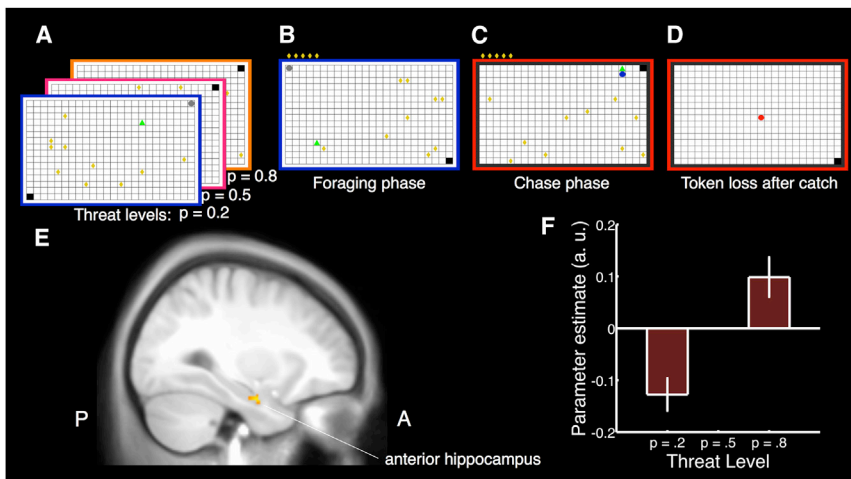 A
B
C
D
p = 0.8
p = 0.5
Threat levels: p = 0.2
Foraging phase
Chase phase
Token loss after catch
E
P
A
anterior hippocampus
F
Parameter estimate (a. u.)
0.2
0.1
0
-0.1
-0.2
p = .2 p = .5 p = .8
Threat Level